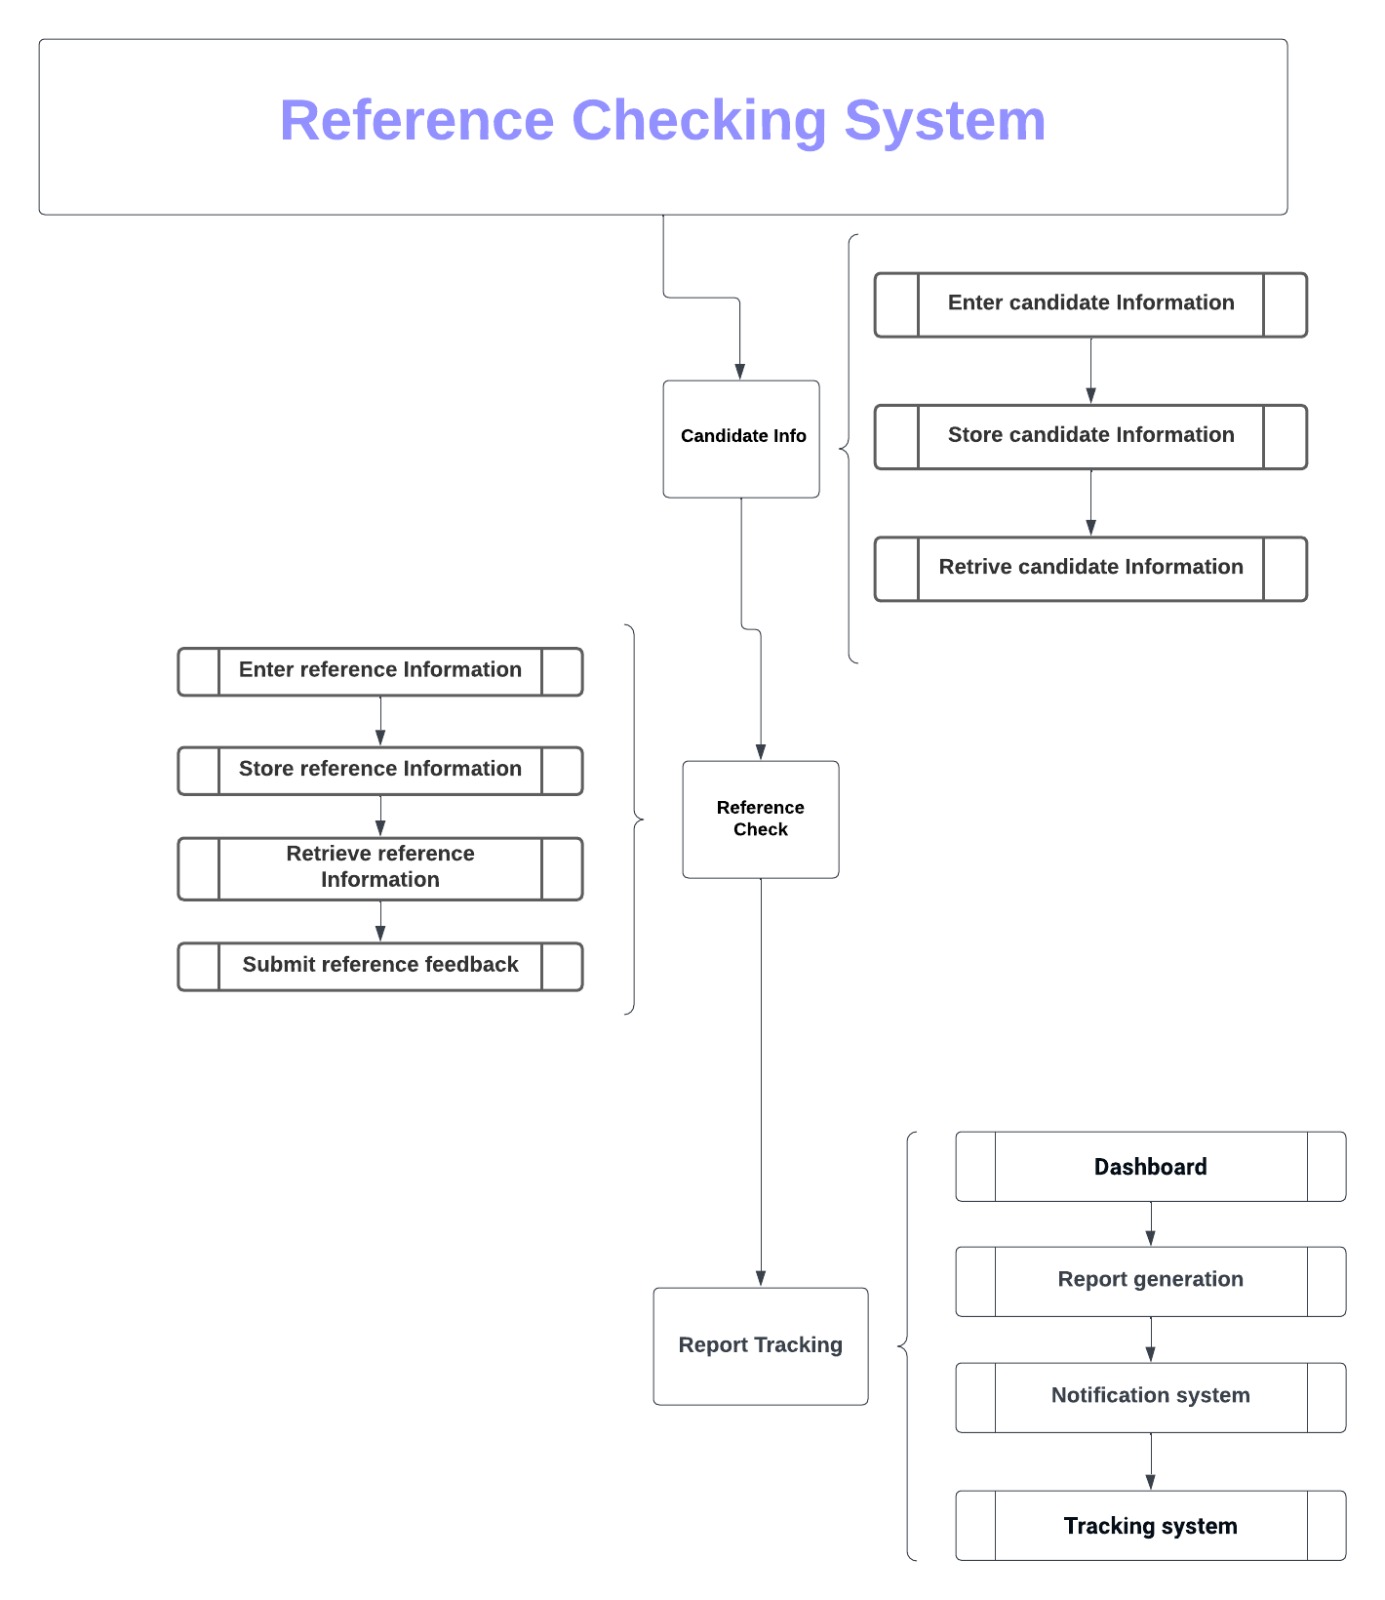 Reference Checking System
Enter candidate Information
Candidate Info
Store candidate Information
Retrive candidate Information
Enter reference Information
Store reference Information
Retrieve reference
Information
Submit reference feedback
Reference
Check
Dashboard
Report generation
Report Tracking
Notification system
Tracking system